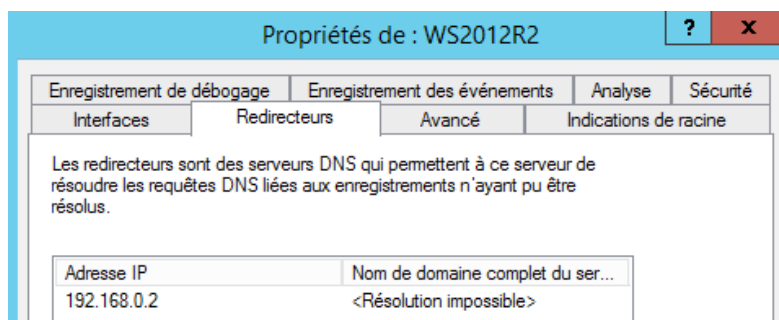 Propriétés de : WS2012R2
? x
Enregistrement de débogage Enregistrement des événements Analyse Sécurité
Interfaces Redirecteurs Avancé Indications de racine
Les redirecteurs sont des serveurs DNS qui permettent à ce serveur de
résoudre les requêtes DNS liées aux enregistrements n'ayant pu être
résolus.
Adresse IP Nom de domaine complet du ser...
192.168.0.2 <Résolution impossible>